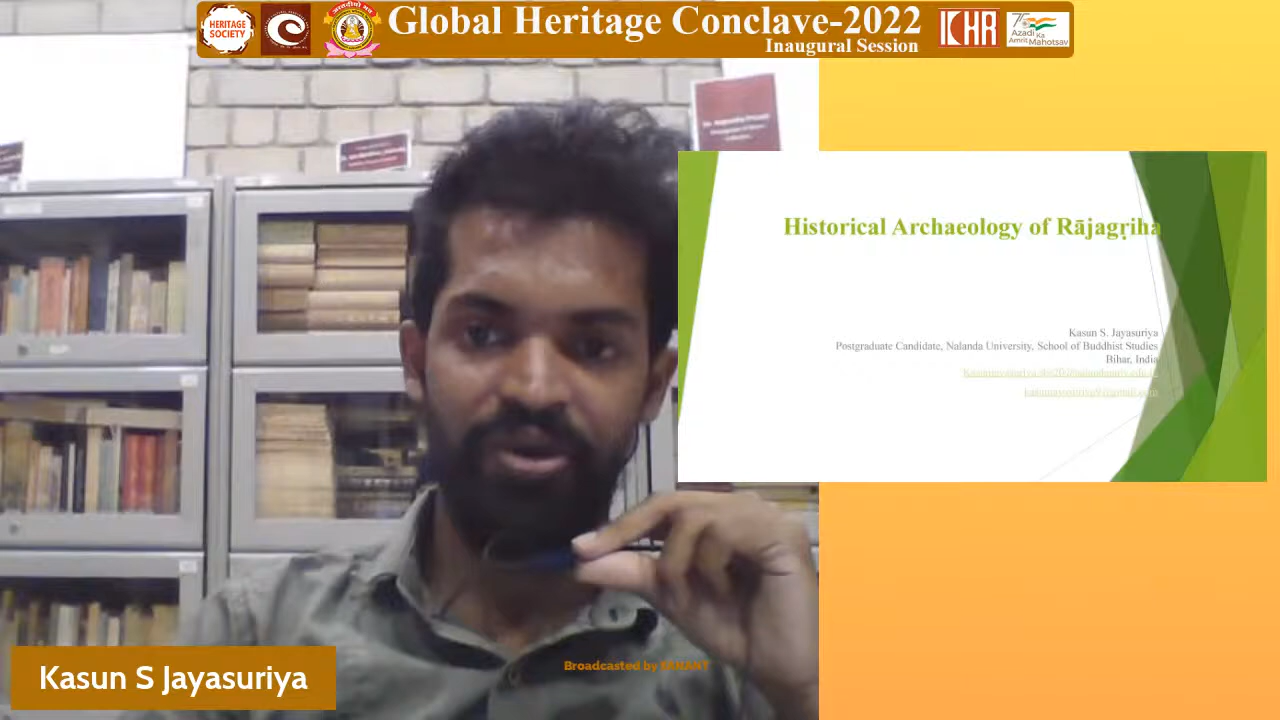 HERITAGE
SOCIETY
Global Heritage Conclave-2022
Inaugural Session
ICHR
75
Azadi Ka
Amrit Mahotsav
Historical Archaeology of Rājagṛiha
Kasun S. Jayasuriya
Postgraduate Candidate, Nalanda University, School of Buddhist Studies
Bihar, India
Broadcasted by
Kasun S Jayasuriya